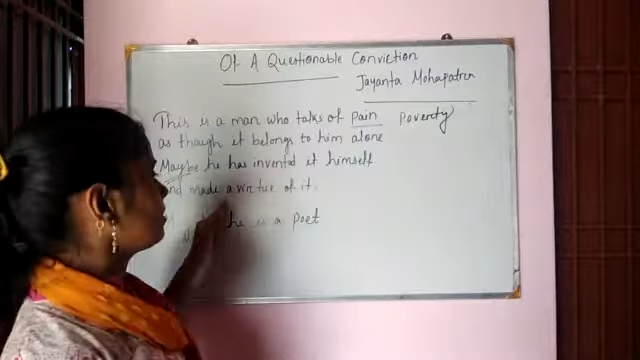 Of A Questionable Conviction
Jayanta Mohapatra
This is a man who talks of pain poverty
as though it belongs to him alone
Maybe he has invented it himself
and made a virtue of it.
he is a poet